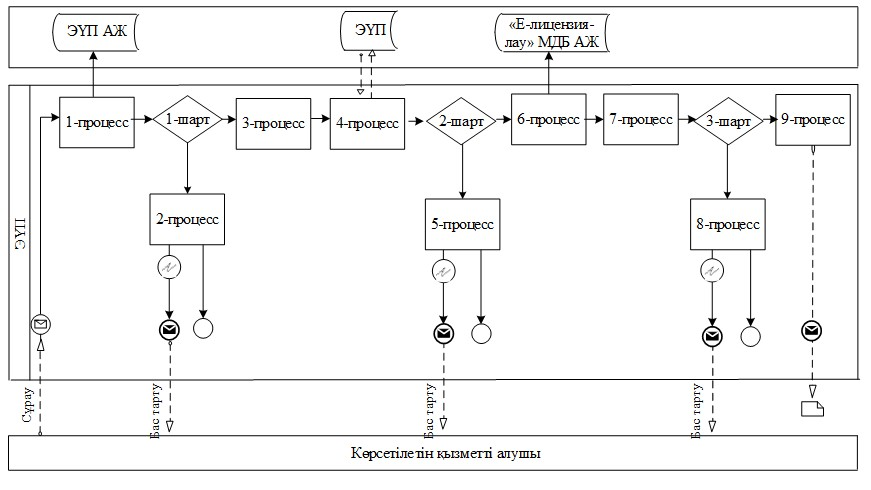 ЭҮП АЖ
ЭҮП
«Е-лицензия-
лау» МДБ АЖ
ЭҮП
1-процесс
1-шарт
3-процесс
4-процесс
2-шарт
6-процесс
7-процесс
3-шарт
9-процесс
2-процесс
5-процесс
8-процесс
Сұрау
Бас тарту
Бас тарту
Бас тарту
Көрсетілетін қызметті алушы